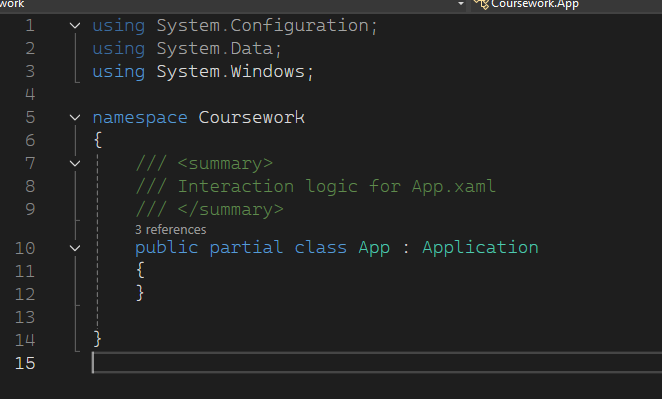 work
Coursework.App
1 using System.Configuration;
2 using System.Data;
3 using System.Windows;
4
5 namespace Coursework
6 {
7 /// <summary>
8 /// Interaction logic for App.xaml
9 /// </summary>
3 references
10 public partial class App : Application
11 {
12 }
13
14 }
15